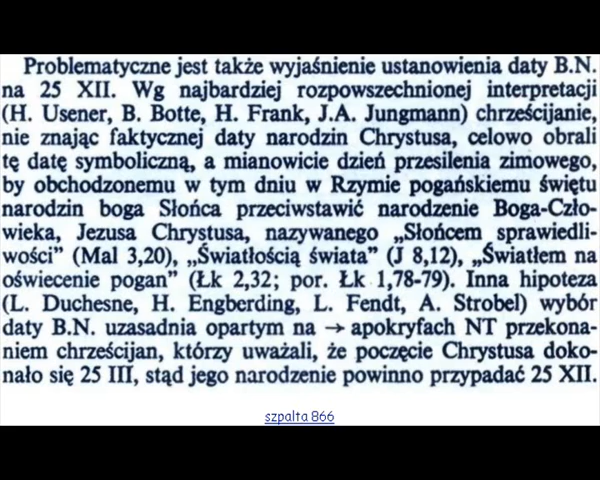 Problematyczne jest także wyjaśnienie ustanowienia daty B.N.
na 25 XII. Wg najbardziej rozpowszechnionej interpretacji
(H. Usener, B. Botte, H. Frank, J.A. Jungmann) chrześcijanie,
nie znając faktycznej daty narodzin Chrystusa, celowo obrali
tę datę symboliczną, a mianowicie dzień przesilenia zimowego,
by obchodzonemu w tym dniu w Rzymie pogańskiemu świętu
narodzin boga Słońca przeciwstawić narodzenie Boga-Czło-
wieka, Jezusa Chrystusa, nazywanego „Słońcem sprawiedli-
wości” (Mal 3,20), „Światłością świata” (J 8,12), „Światłem na
oświecenie pogan” (Łk 2,32; por. Łk 1,78-79). Inna hipoteza
(L. Duchesne, H. Engberding, L. Fendt, A. Strobel) wybór
daty B.N. uzasadnia opartym na → apokryfach NT przekona-
niem chrześcijan, którzy uważali, że poczęcie Chrystusa doko-
nało się 25 III, stąd jego narodzenie powinno przypadać 25 XII.
szpalta 866